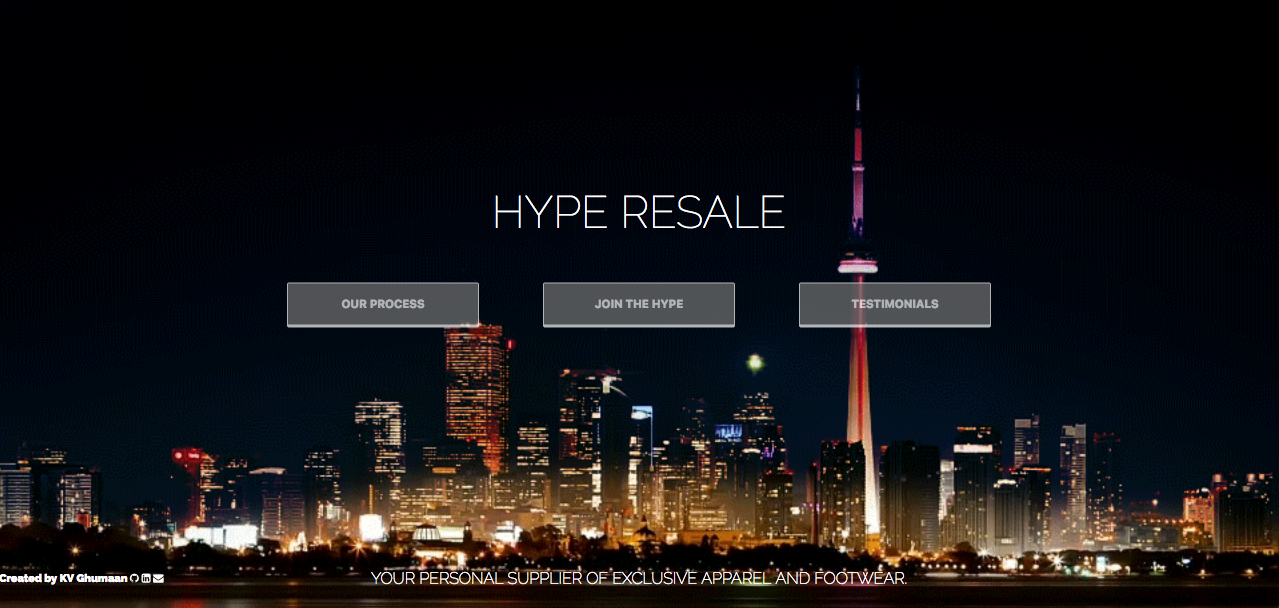 HYPE RESALE
OUR PROCESS
JOIN THE HYPE
TESTIMONIALS
Created by KV Ghumaan
YOUR PERSONAL SUPPLIER OF EXCLUSIVE APPAREL AND FOOTWEAR.